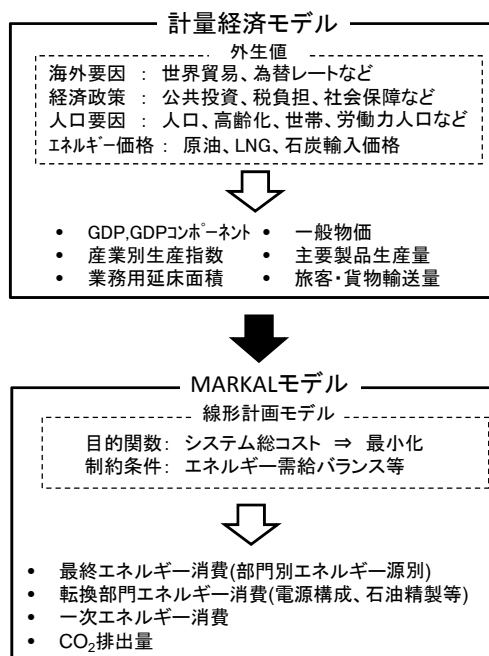 計量経済モデル
外生値
海外要因 : 世界貿易、為替レートなど
経済政策 : 公共投資、税負担、社会保障など
人口要因 : 人口、高齢化、世帯、労働力人口など
ｴﾈﾙｷﾞｰ価格 : 原油、LNG、石炭輸入価格
• GDP,GDPｺﾝﾎﾟｰﾈﾝﾄ • 一般物価
• 産業別生産指数 • 主要製品生産量
• 業務用延床面積 • 旅客・貨物輸送量
MARKALモデル
線形計画モデル
目的関数: システム総コスト ⇒ 最小化
制約条件: エネルギー需給バランス等
• 最終エネルギー消費(部門別エネルギー源別)
• 転換部門エネルギー消費(電源構成、石油精製等)
• 一次エネルギー消費
• CO₂排出量